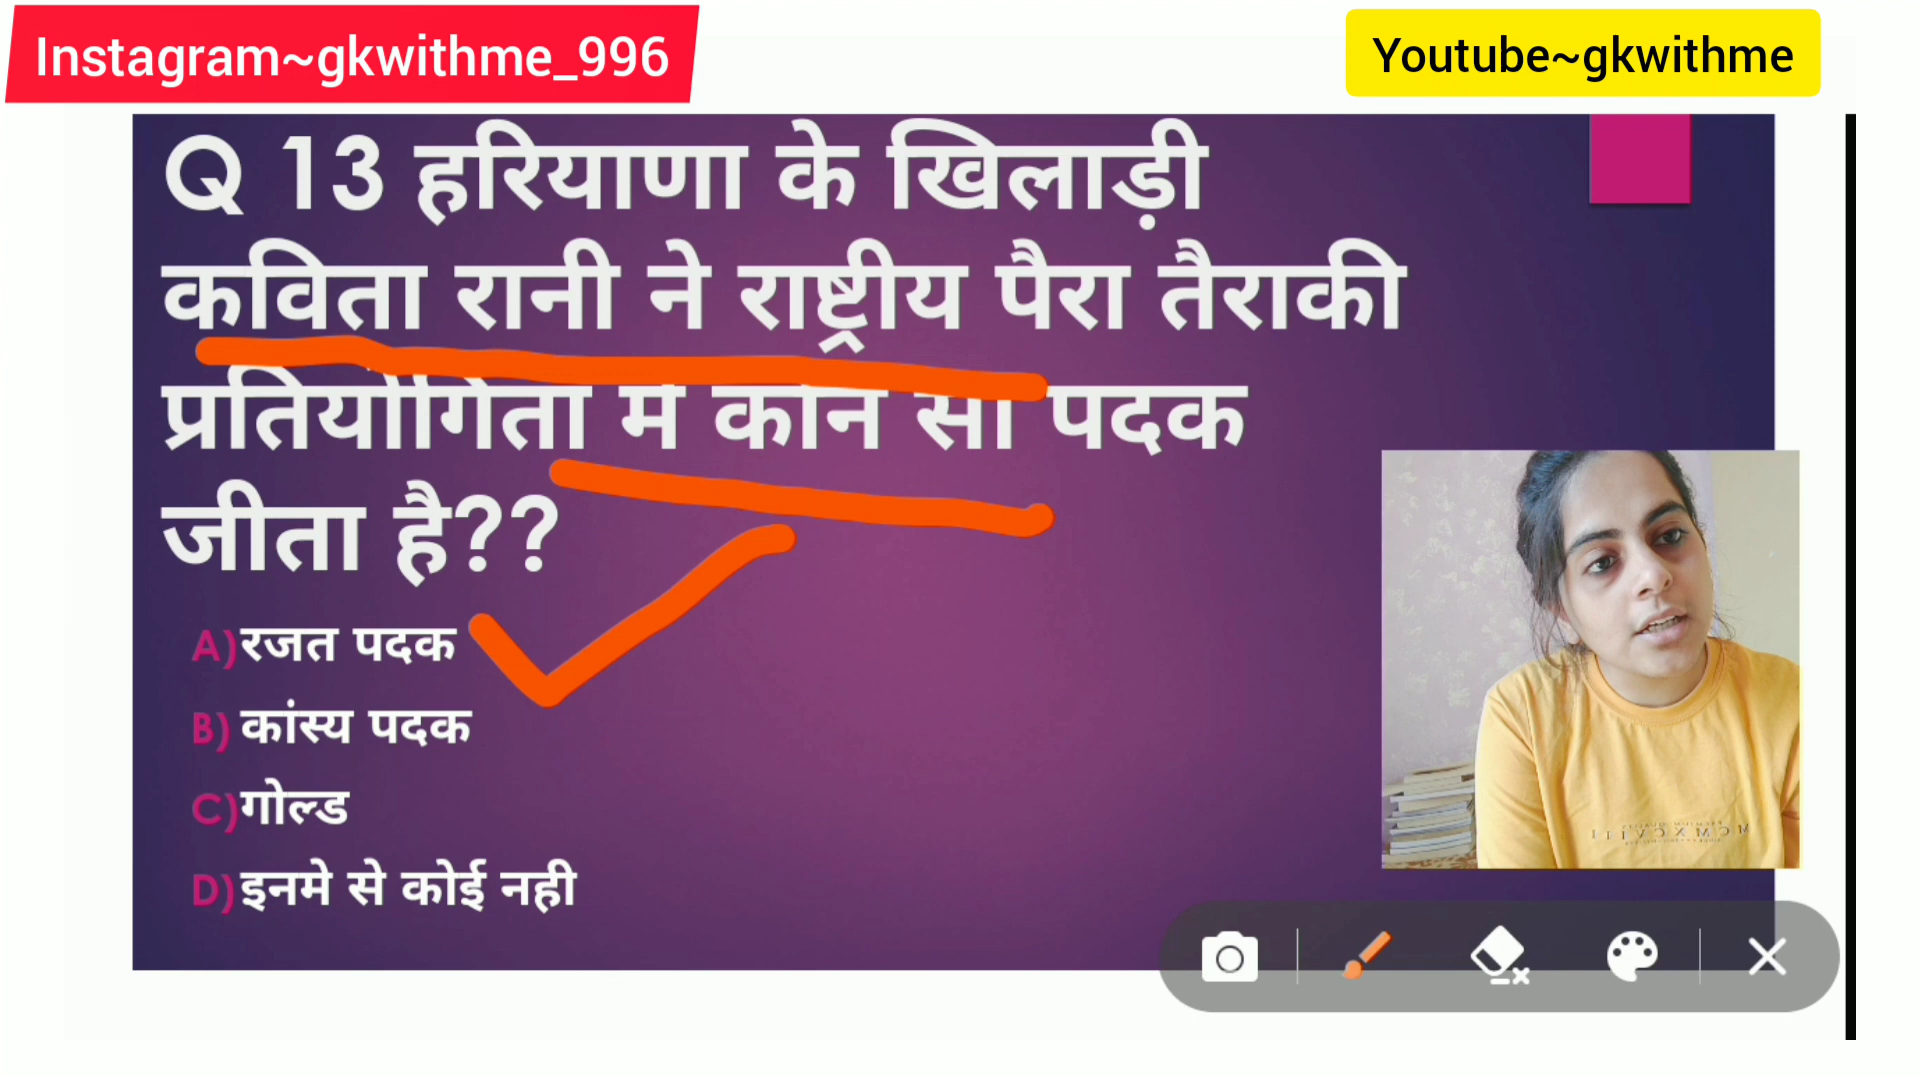 Instagram~gkwithme_996
Youtube~gkwithme
Q 13 हरियाणा के खिलाड़ी
कविता रानी ने राष्ट्रीय पैरा तैराकी
प्रतियोगिता में कौन सा पदक
जीता है??
A)रजत पदक
B) कांस्य पदक
C)गोल्ड
D)इनमे से कोई नही